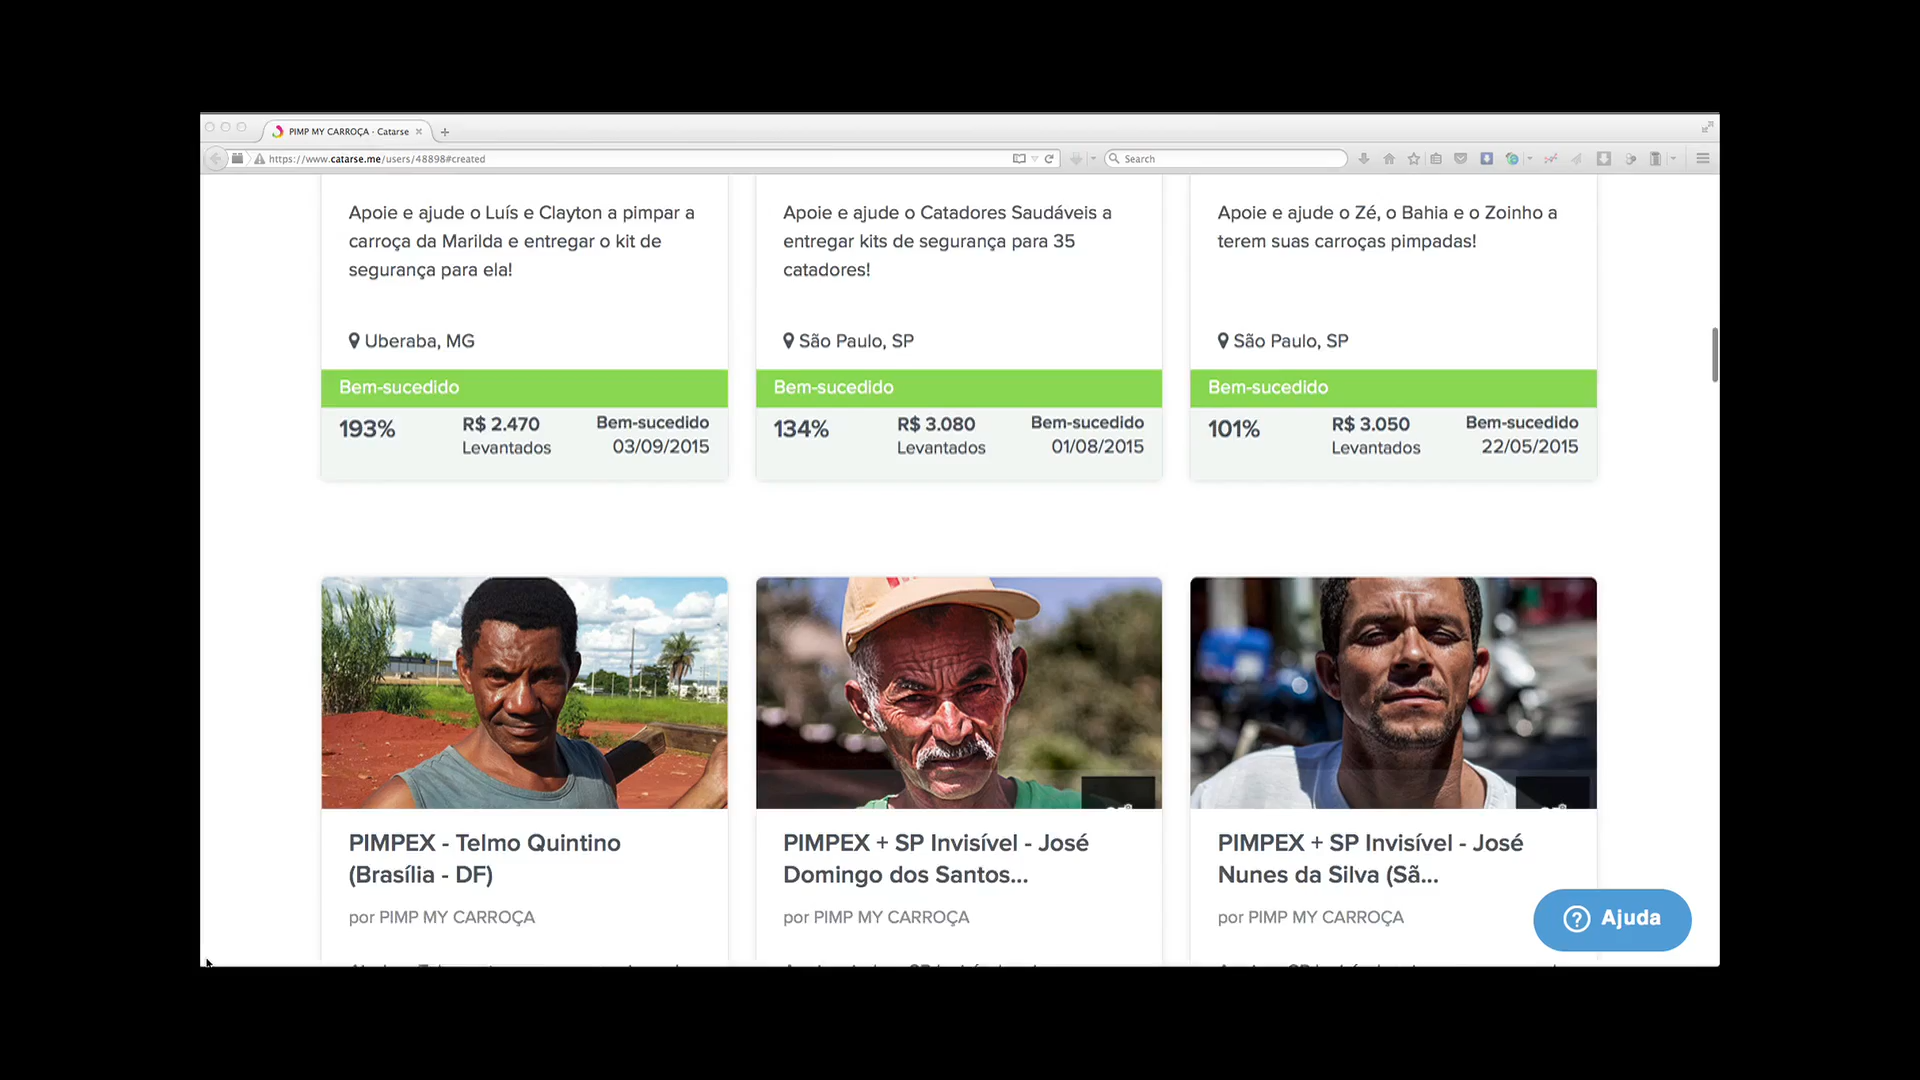 PIMP MY CARROÇA - Catarse
https://www.catarse.me/users/48898#created
Search
Apoie e ajude o Luís e Clayton a pimpar a
carroça da Marilda e entregar o kit de
segurança para ela!
Uberaba, MG
Bem-sucedido
193%
R$ 2.470
Levantados
Bem-sucedido
03/09/2015
Apoie e ajude o Catadores Saudáveis a
entregar kits de segurança para 35
catadores!
São Paulo, SP
Bem-sucedido
134%
R$ 3.080
Levantados
Bem-sucedido
01/08/2015
Apoie e ajude o Zé, o Bahia e o Zoinho a
terem suas carroças pimpadas!
São Paulo, SP
Bem-sucedido
101%
R$ 3.050
Levantados
Bem-sucedido
22/05/2015
PIMPEX - Telmo Quintino
(Brasília - DF)
por PIMP MY CARROÇA
PIMPEX + SP Invisível - José
Domingo dos Santos...
por PIMP MY CARROÇA
PIMPEX + SP Invisível - José
Nunes da Silva (Sã...
por PIMP MY CARROÇA
Ajuda